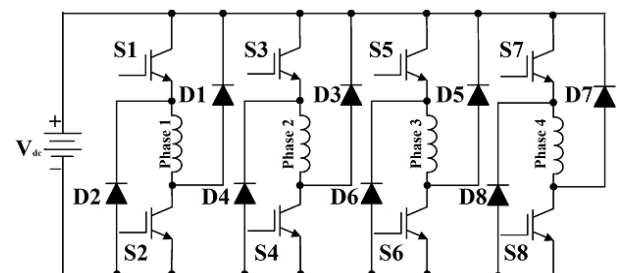 S1 S3 S5 S7
D1 D3 D5 D7
+
V_dc
−
Phase 1 Phase 2 Phase 3 Phase 4
D2 D4 D6 D8
S2 S4 S6 S8